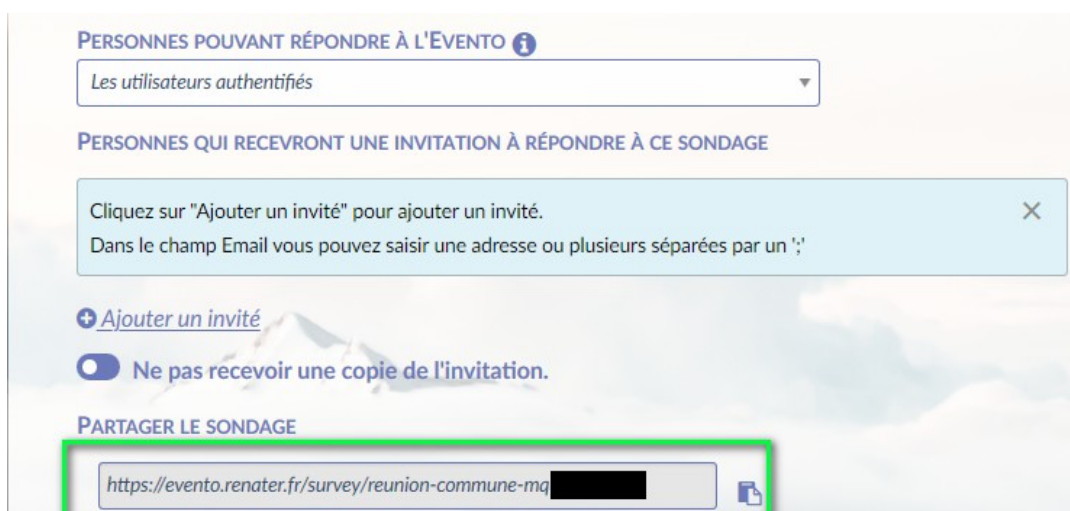 PERSONNES POUVANT RÉPONDRE À L'EVENTO
Les utilisateurs authentifiés
PERSONNES QUI RECEVRONT UNE INVITATION À RÉPONDRE À CE SONDAGE
Cliquez sur "Ajouter un invité" pour ajouter un invité.
Dans le champ Email vous pouvez saisir une adresse ou plusieurs séparées par un ';'
Ajouter un invité
Ne pas recevoir une copie de l'invitation.
PARTAGER LE SONDAGE
https://evento.renater.fr/survey/reunion-commune-mq